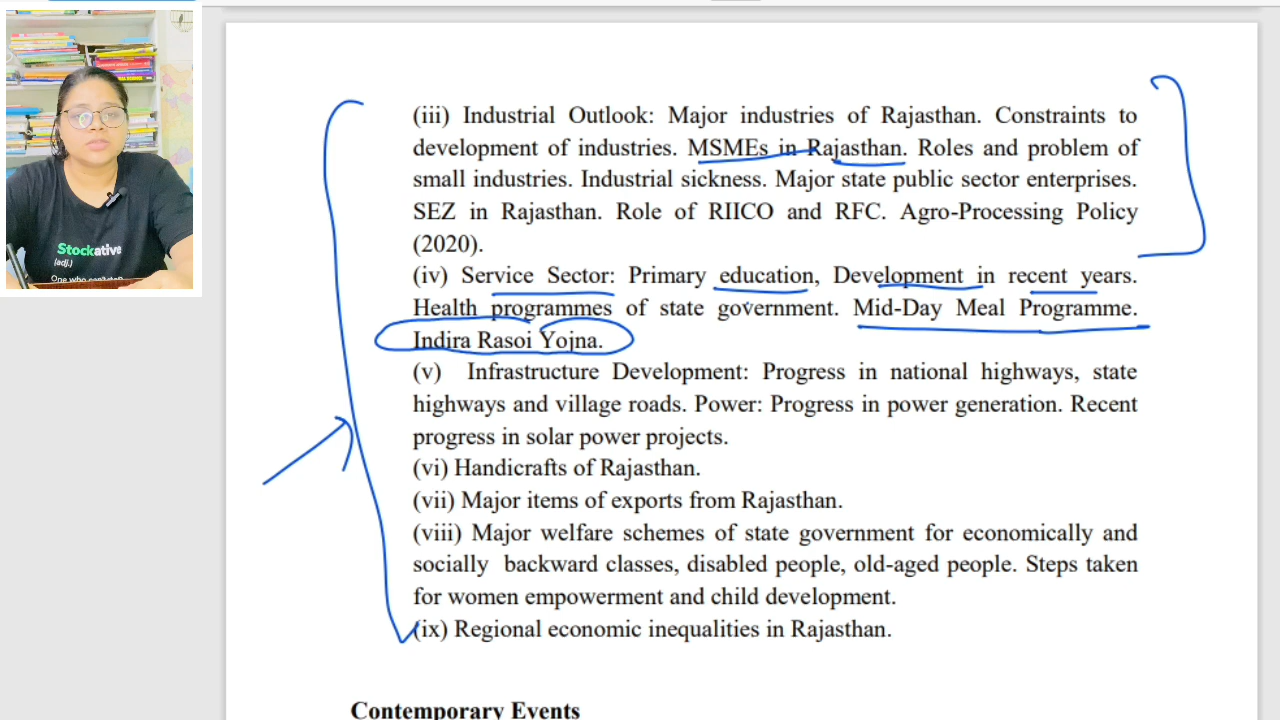 Stockative
(adj.)
One who
(iii) Industrial Outlook: Major industries of Rajasthan. Constraints to
development of industries. MSMEs in Rajasthan. Roles and problem of
small industries. Industrial sickness. Major state public sector enterprises.
SEZ in Rajasthan. Role of RIICO and RFC. Agro-Processing Policy
(2020).
(iv) Service Sector: Primary education, Development in recent years.
Health programmes of state government. Mid-Day Meal Programme.
Indira Rasoi Yojna.
(v) Infrastructure Development: Progress in national highways, state
highways and village roads. Power: Progress in power generation. Recent
progress in solar power projects.
(vi) Handicrafts of Rajasthan.
(vii) Major items of exports from Rajasthan.
(viii) Major welfare schemes of state government for economically and
socially backward classes, disabled people, old-aged people. Steps taken
for women empowerment and child development.
(ix) Regional economic inequalities in Rajasthan.
Contemporary Events